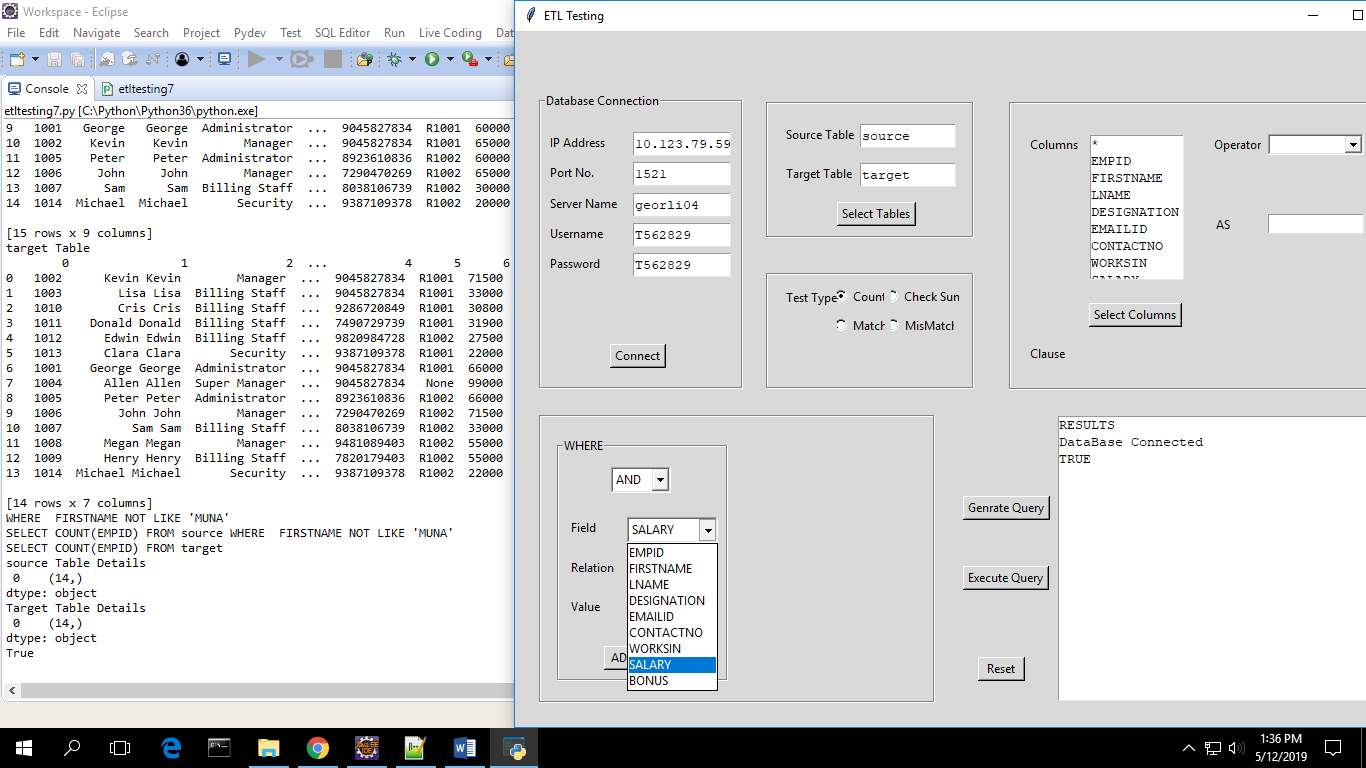 Workspace - Eclipse
File Edit Navigate Search Project Pydev Test SQL Editor Run Live Coding Dat
Console etltesting7
etltesting7.py [C:\Python\Python36\python.exe]
9 1001 George George Administrator ... 9045827834 R1001 60000
10 1002 Kevin Kevin Manager ... 9045827834 R1001 65000
11 1005 Peter Peter Administrator ... 8923610836 R1002 60000
12 1006 John John Manager ... 7290470269 R1002 65000
13 1007 Sam Sam Billing Staff ... 8038106739 R1002 30000
14 1014 Michael Michael Security ... 9387109378 R1002 20000
[15 rows x 9 columns]
target Table
0 1 2 ... 4 5 6
0 1002 Kevin Kevin Manager ... 9045827834 R1001 71500
1 1003 Lisa Lisa Billing Staff ... 9045827834 R1001 33000
2 1010 Cris Cris Billing Staff ... 9286720849 R1001 30800
3 1011 Donald Donald Billing Staff ... 7490729739 R1001 31900
4 1012 Edwin Edwin Billing Staff ... 9820984728 R1002 27500
5 1013 Clara Clara Security ... 9387109378 R1001 22000
6 1001 George George Administrator ... 9045827834 R1001 66000
7 1004 Allen Allen Super Manager ... 9045827834 None 99000
8 1005 Peter Peter Administrator ... 8923610836 R1002 66000
9 1006 John John Manager ... 7290470269 R1002 71500
10 1007 Sam Sam Billing Staff ... 8038106739 R1002 33000
11 1008 Megan Megan Manager ... 9481089403 R1002 55000
12 1009 Henry Henry Billing Staff ... 7820179403 R1002 55000
13 1014 Michael Michael Security ... 9387109378 R1002 22000
[14 rows x 7 columns]
WHERE FIRSTNAME NOT LIKE 'MUNA'
SELECT COUNT(EMPID) FROM source WHERE FIRSTNAME NOT LIKE 'MUNA'
SELECT COUNT(EMPID) FROM target
source Table Details
0 (14,)
dtype: object
Target Table Details
0 (14,)
dtype: object
True
ETL Testing
Database Connection
IP Address 10.123.79.59
Port No. 1521
Server Name georli04
Username T562829
Password T562829
Connect
Source Table source
Target Table target
Select Tables
Test Type Count Check Sun
Match MisMatch
Columns
*
EMPID
FIRSTNAME
LNAME
DESIGNATION
EMAILID
CONTACTNO
WORKSIN
SALARY
Operator
AS
Select Columns
Clause
WHERE
AND
Field SALARY
Relation
Value
AD
EMPID
FIRSTNAME
LNAME
DESIGNATION
EMAILID
CONTACTNO
WORKSIN
SALARY
BONUS
Genrate Query
Execute Query
Reset
RESULTS
DataBase Connected
TRUE
1:36 PM
5/12/2019